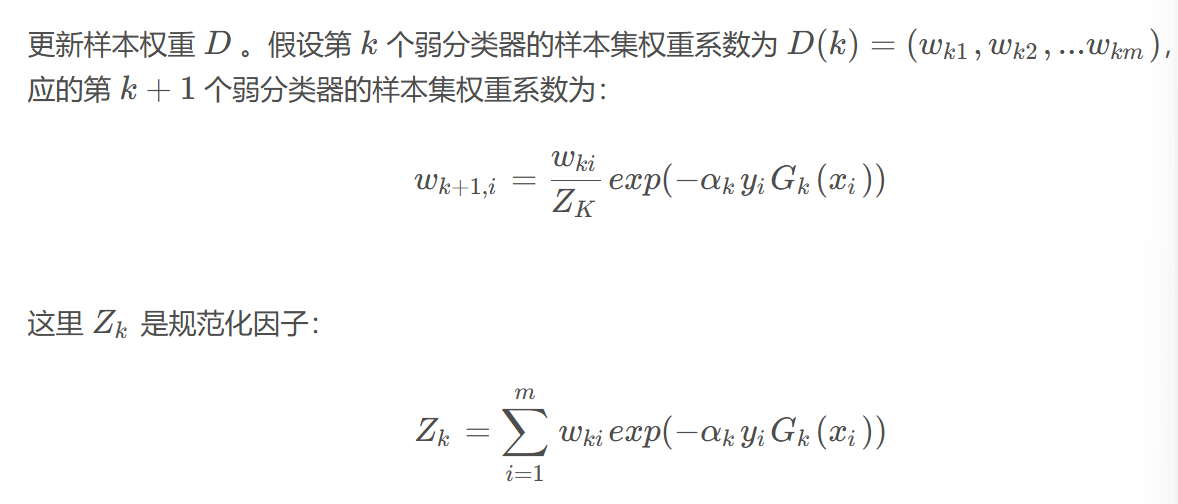 更新样本权重 D 。假设第 k 个弱分类器的样本集权重系数为 D(k) = (w_{k1}, w_{k2}, ...w_{km}),
应的第 k + 1 个弱分类器的样本集权重系数为：
w_{k+1,i} = \frac{w_{ki}}{Z_K} exp(-α_k y_i G_k(x_i))
这里 Z_k 是规范化因子：
Z_k = \sum_{i=1}^{m} w_{ki} exp(-α_k y_i G_k(x_i))